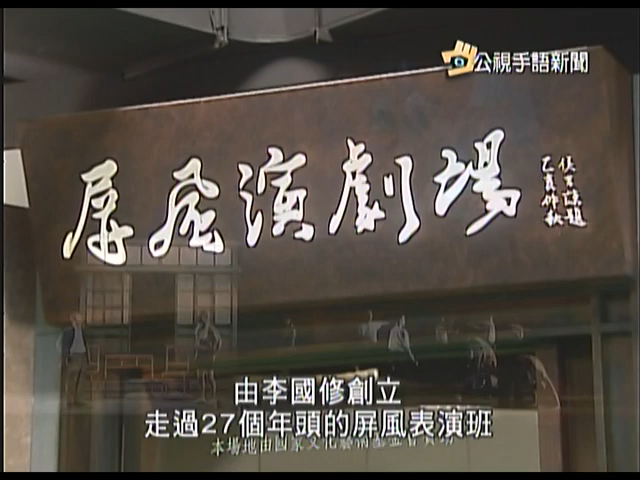 公視手語新聞
屏風演劇場
由李國修創立
走過27個年頭的屏風表演班